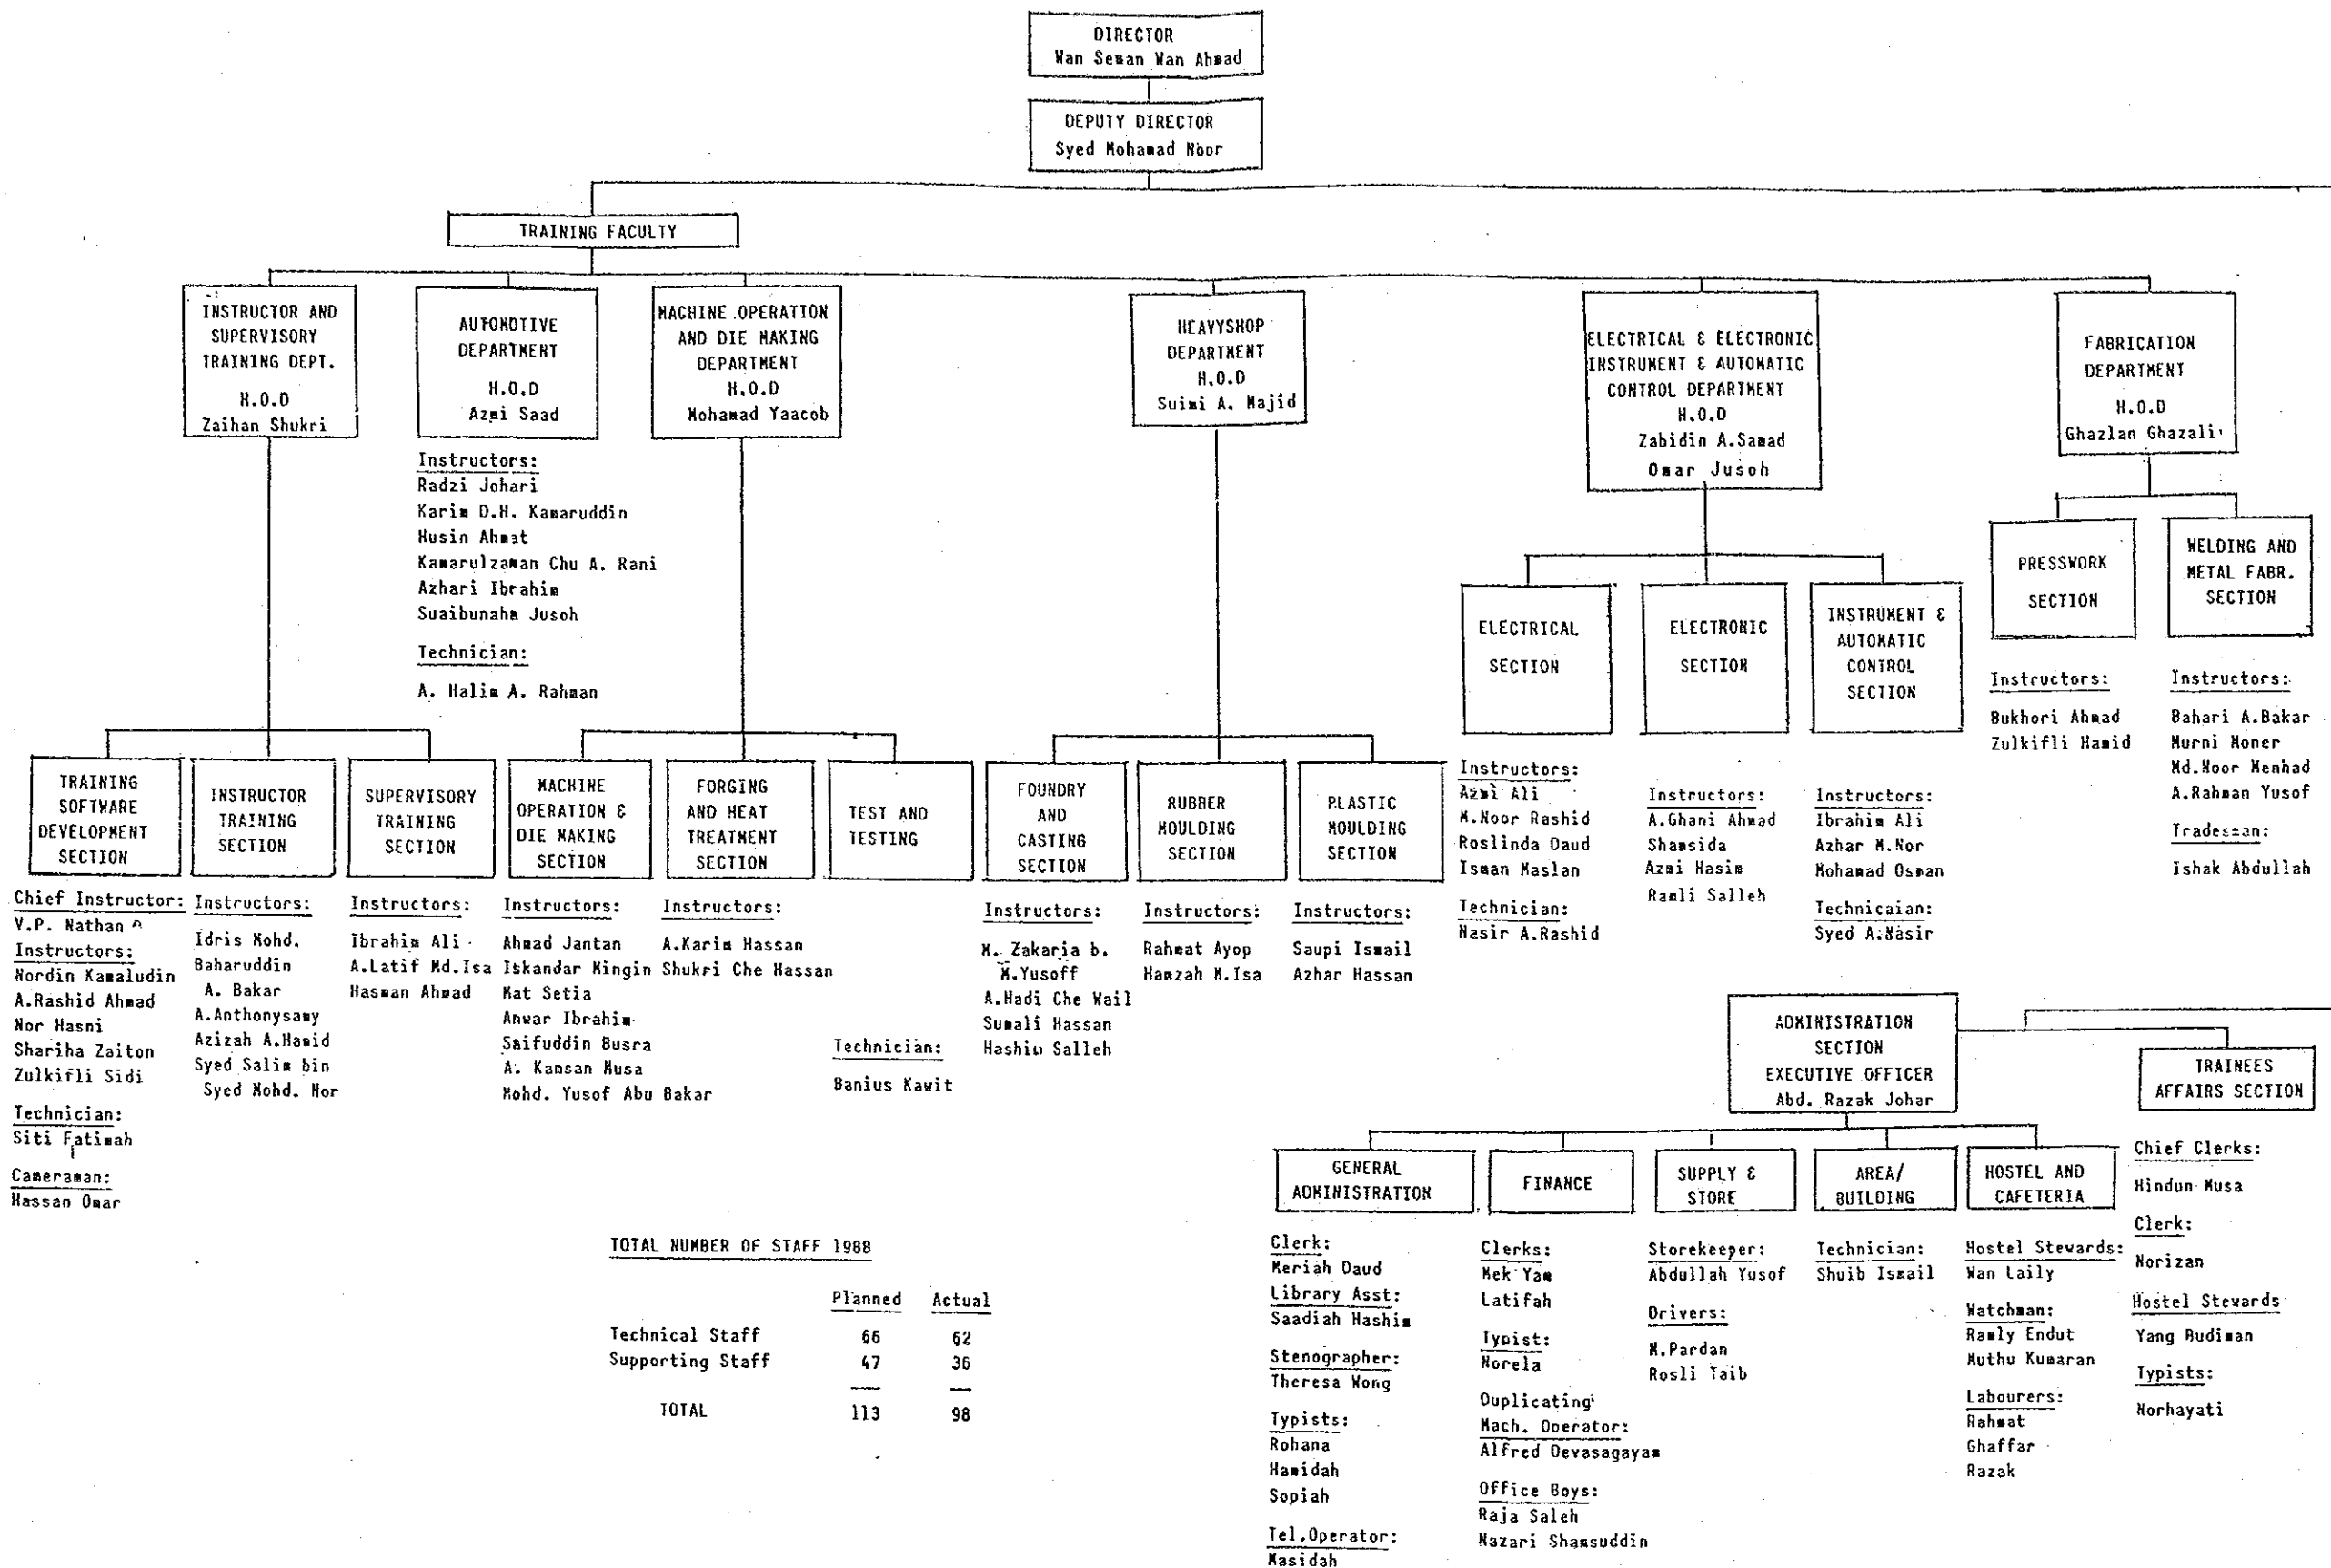 DIRECTOR
Wan Seman Wan Ahmad
DEPUTY DIRECTOR
Syed Mohamad Noor
TRAINING FACULTY
INSTRUCTOR AND
SUPERVISORY
TRAINING DEPT.
H.O.D
Zaihan Shukri
AUTOMOTIVE
DEPARTMENT
H.O.D
Azmi Saad
Instructors:
Radzi Johari
Karim D.H. Kamaruddin
Husin Ahmat
Kamarulzaman Chu A. Rani
Azhari Ibrahim
Suaibunahm Jusoh
Technician:
A. Halim A. Rahman
MACHINE OPERATION
AND DIE MAKING
DEPARTMENT
H.O.D
Mohamad Yaacob
HEAVYSHOP
DEPARTMENT
H.O.D
Suimi A. Majid
ELECTRICAL & ELECTRONIC
INSTRUMENT & AUTOMATIC
CONTROL DEPARTMENT
H.O.D
Zabidin A.Samad
Omar Jusoh
FABRICATION
DEPARTMENT
H.O.D
Ghazlan Ghazali
TRAINING
SOFTWARE
DEVELOPMENT
SECTION
Chief Instructor:
V.P. Nathan
Instructors:
Nordin Kamaludin
A.Rashid Ahmad
Nor Hasni
Shariha Zaiton
Zulkifli Sidi
Technician:
Siti Fatimah
Cameraman:
Hassan Omar
INSTRUCTOR
TRAINING
SECTION
Instructors:
Idris Mohd.
Baharuddin
A. Bakar
A.Anthonysamy
Azizah A.Hamid
Syed Salim bin
Syed Mohd. Nor
SUPERVISORY
TRAINING
SECTION
Instructors:
Ibrahim Ali
A.Latif Md.Isa
Hasman Ahmad
MACHINE
OPERATION &
DIE MAKING
SECTION
Instructors:
Ahmad Jantan
Iskandar Mingin
Mat Setia
Anwar Ibrahim
Saifuddin Busra
A. Kamsan Musa
Mohd. Yusof Abu Bakar
FORGING
AND HEAT
TREATMENT
SECTION
Instructors:
A.Karim Hassan
Shukri Che Hassan
TEST AND
TESTING
Technician:
Banius Kawit
FOUNDRY
AND
CASTING
SECTION
Instructors:
M. Zakaria b.
M.Yusoff
A.Hadi Che Wail
Sumali Hassan
Hashim Salleh
RUBBER
MOULDING
SECTION
Instructors:
Rahmat Ayop
Hamzah M.Isa
PLASTIC
MOULDING
SECTION
Instructors:
Saupi Ismail
Azhar Hassan
ELECTRICAL
SECTION
Instructors:
Azmi Ali
M.Noor Rashid
Roslinda Daud
Isman Maslan
Technician:
Nasir A.Rashid
ELECTRONIC
SECTION
Instructors:
A.Ghani Ahmad
Shamsida
Azmi Hasim
Ramli Salleh
INSTRUMENT &
AUTOMATIC
CONTROL
SECTION
Instructors:
Ibrahim Ali
Azhar M.Nor
Mohamad Osman
Technicaian:
Syed A.Nasir
PRESSWORK
SECTION
Instructors:
Bukhori Ahmad
Zulkifli Hamid
WELDING AND
METAL FABR.
SECTION
Instructors:
Bahari A.Bakar
Murni Moner
Md.Noor Menhad
A.Rahman Yusof
Tradesman:
Ishak Abdullah
ADMINISTRATION
SECTION
EXECUTIVE OFFICER
Abd. Razak Johar
TRAINEES
AFFAIRS SECTION
Chief Clerks:
Hindun Musa
Clerk:
Norizan
Hostel Stewards
Yang Budiman
Typists:
Norhayati
GENERAL
ADMINISTRATION
Clerk:
Meriah Daud
Library Asst:
Saadiah Hashim
Stenographer:
Theresa Wong
Typists:
Rohana
Hamidah
Sopiah
Tel.Operator:
Masidah
FINANCE
Clerks:
Mek Yam
Latifah
Typist:
Norela
Duplicating
Mach. Operator:
Alfred Devasagayam
Office Boys:
Raja Saleh
Nazari Shamsuddin
SUPPLY &
STORE
Storekeeper:
Abdullah Yusof
Drivers:
M.Pardan
Rosli Taib
AREA/
BUILDING
Technician:
Shuib Ismail
HOSTEL AND
CAFETERIA
Hostel Stewards:
Wan Laily
Watchman:
Ramly Endut
Muthu Kumaran
Labourers:
Rahmat
Ghaffar
Razak
TOTAL NUMBER OF STAFF 1988
Planned Actual
Technical Staff 66 62
Supporting Staff 47 36
TOTAL 113 98